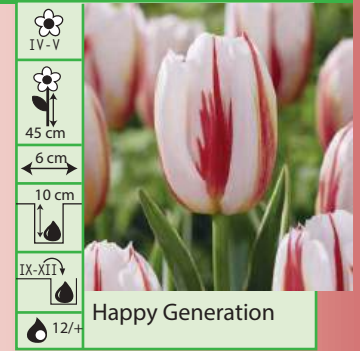 IV-V
45 cm
6 cm
10 cm
IX-XII
12/+
Happy Generation